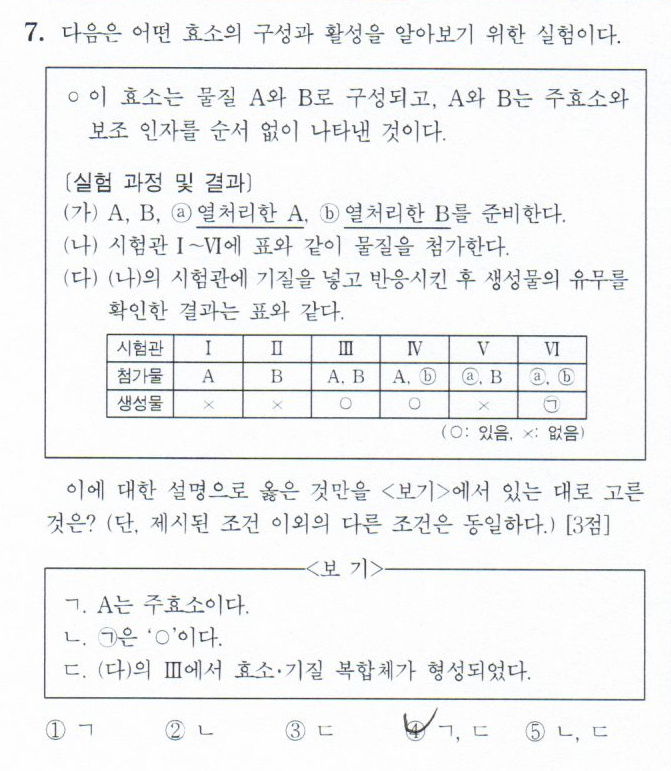 7. 다음은 어떤 효소의 구성과 활성을 알아보기 위한 실험이다.
○ 이 효소는 물질 A와 B로 구성되고, A와 B는 주효소와
보조 인자를 순서 없이 나타낸 것이다.
〔실험 과정 및 결과〕
(가) A, B, ⓐ 열처리한 A, ⓑ 열처리한 B를 준비한다.
(나) 시험관 Ⅰ~Ⅵ에 표와 같이 물질을 첨가한다.
(다) (나)의 시험관에 기질을 넣고 반응시킨 후 생성물의 유무를
확인한 결과는 표와 같다.
시험관 Ⅰ Ⅱ Ⅲ Ⅳ Ⅴ Ⅵ
첨가물 A B A, B A, ⓑ ⓐ, B ⓐ, ⓑ
생성물 × × ○ ○ × ㉠
(○: 있음, ×: 없음)
이에 대한 설명으로 옳은 것만을 <보기>에서 있는 대로 고른
것은? (단, 제시된 조건 이외의 다른 조건은 동일하다.) [3점]
<보 기>
ㄱ. A는 주효소이다.
ㄴ. ㉠은 ‘○’이다.
ㄷ. (다)의 Ⅲ에서 효소·기질 복합체가 형성되었다.
① ㄱ ② ㄴ ③ ㄷ ④ ㄱ, ㄷ ⑤ ㄴ, ㄷ